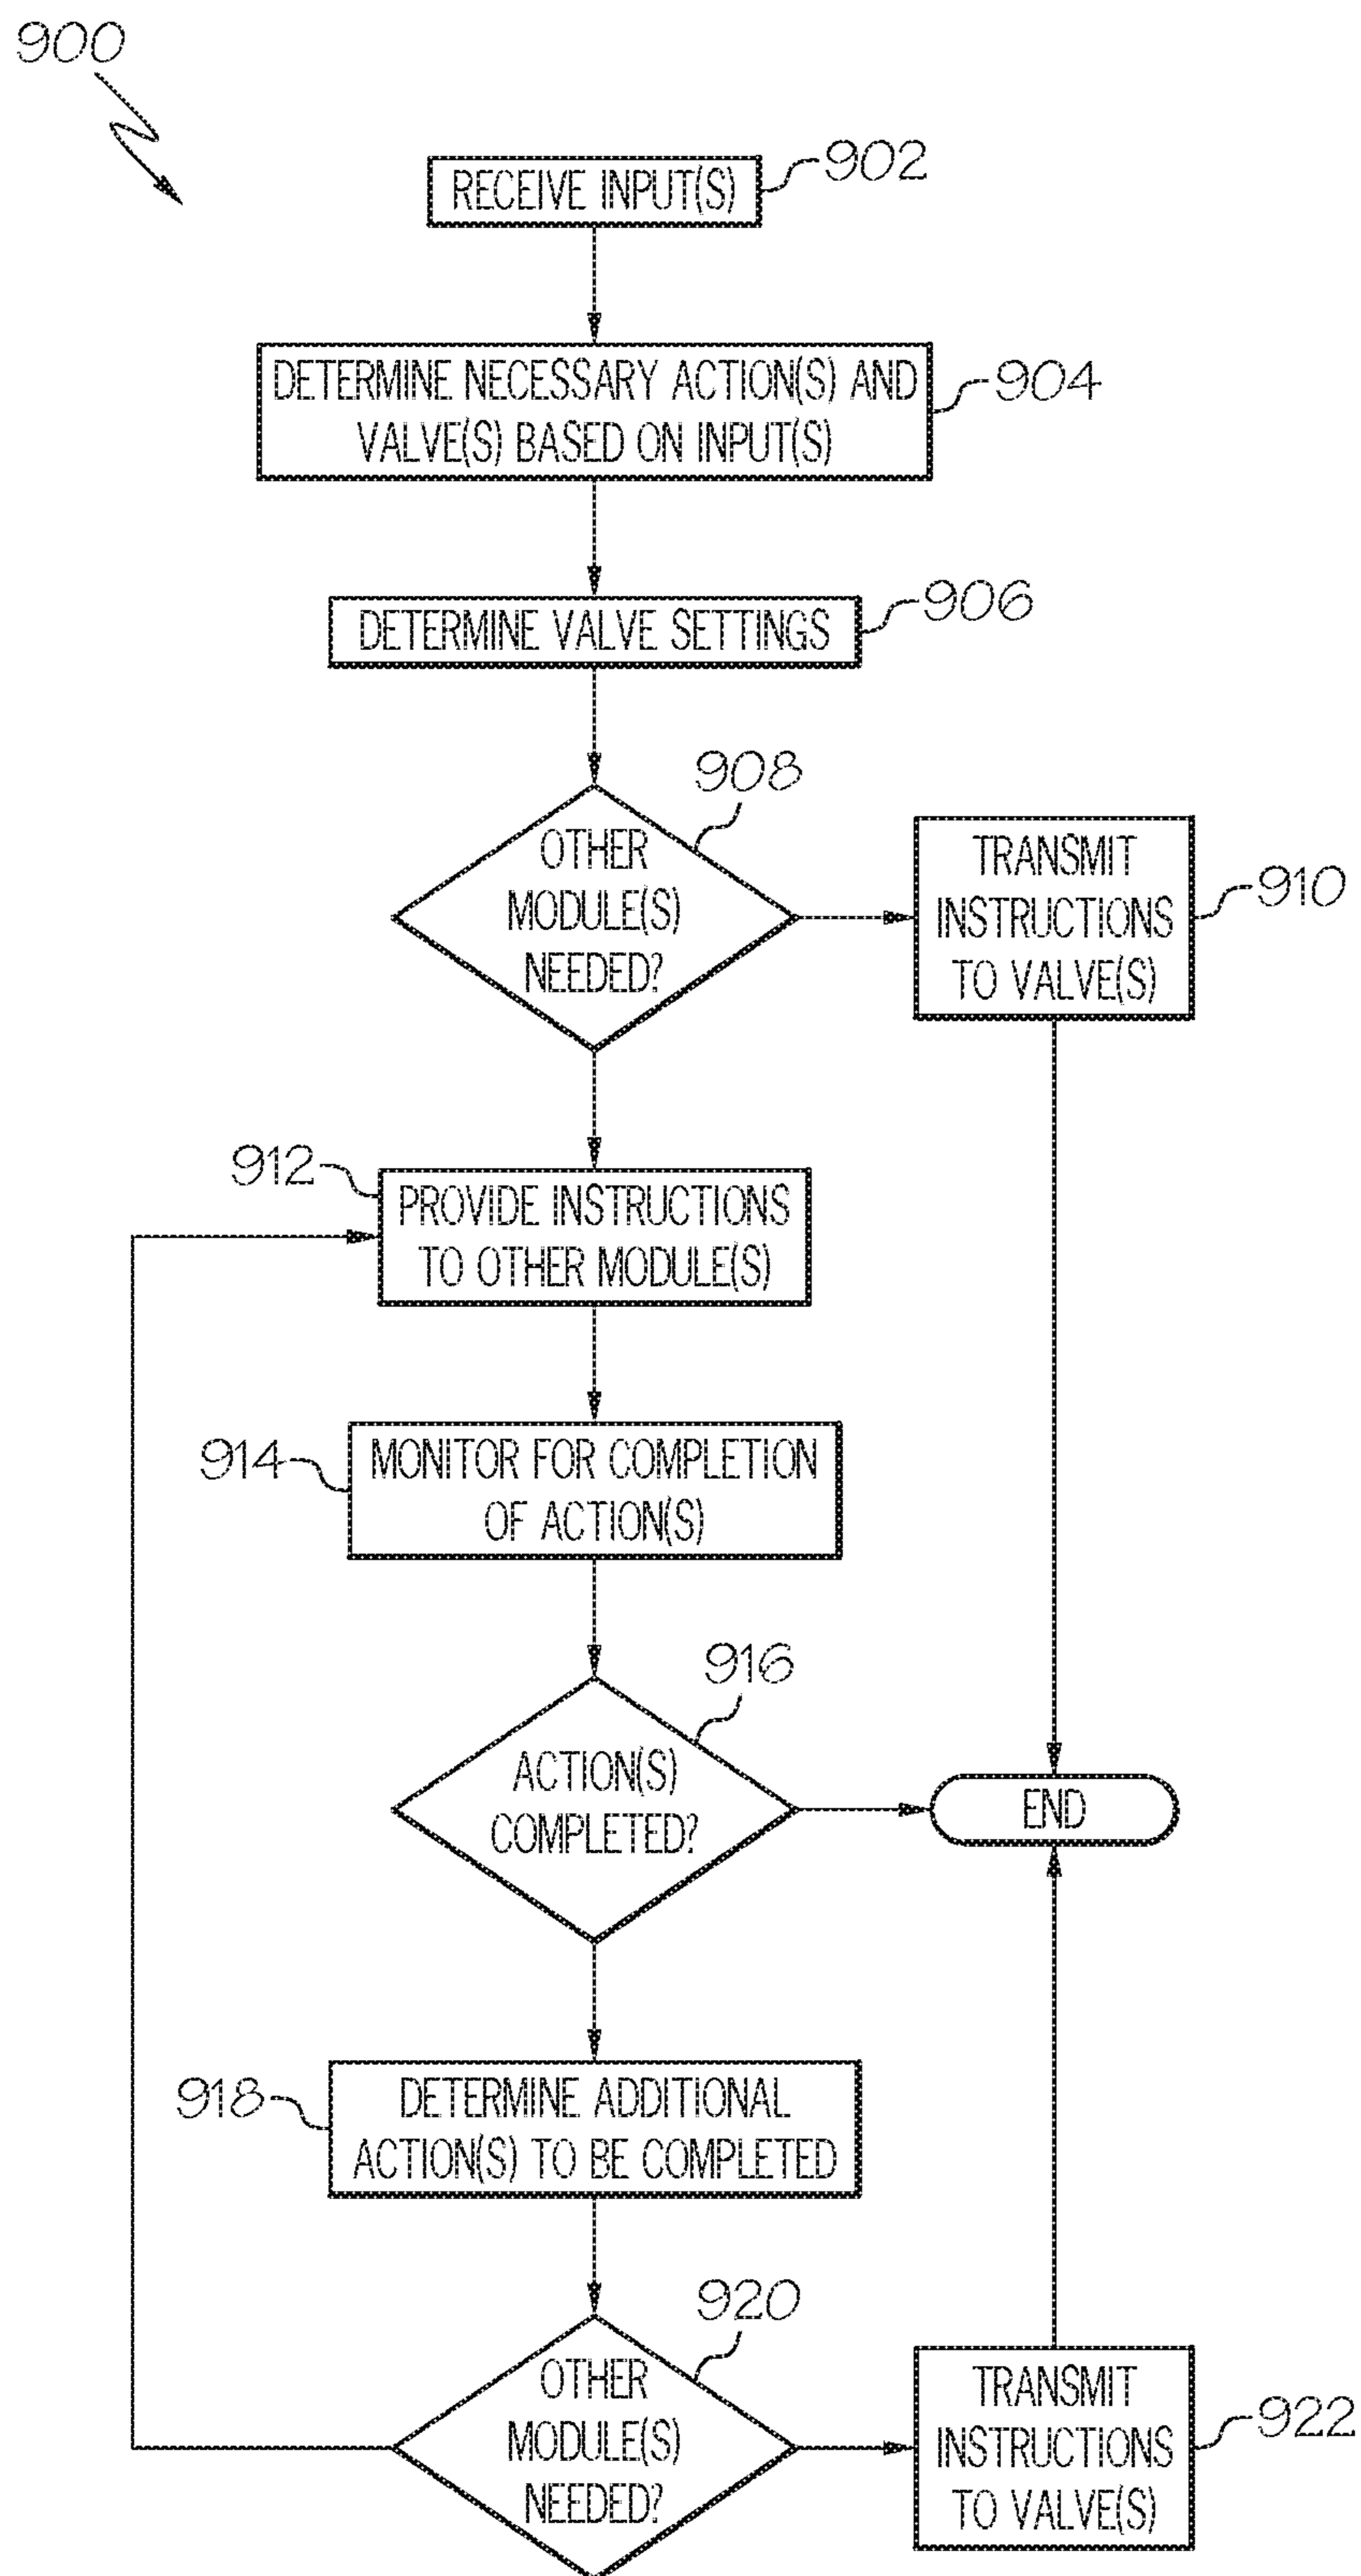 900
RECEIVE INPUT(S)
902
DETERMINE NECESSARY ACTION(S) AND
VALVE(S) BASED ON INPUT(S)
904
DETERMINE VALVE SETTINGS
906
908
OTHER
MODULE(S)
NEEDED?
TRANSMIT
INSTRUCTIONS
TO VALVE(S)
910
912
PROVIDE INSTRUCTIONS
TO OTHER MODULE(S)
914
MONITOR FOR COMPLETION
OF ACTION(S)
916
ACTION(S)
COMPLETED?
END
918
DETERMINE ADDITIONAL
ACTION(S) TO BE COMPLETED
920
OTHER
MODULE(S)
NEEDED?
TRANSMIT
INSTRUCTIONS
TO VALVE(S)
922